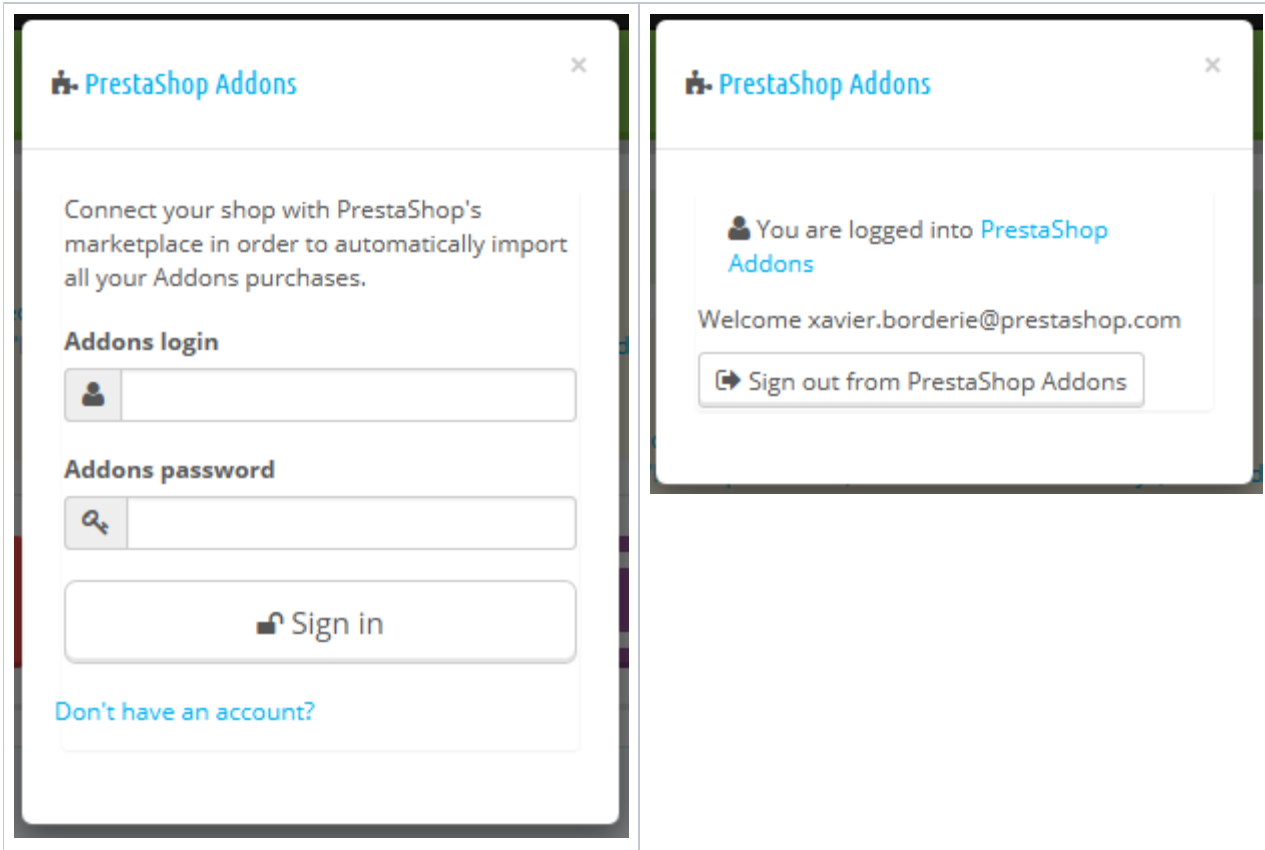 PrestaShop Addons
×
Connect your shop with PrestaShop's
marketplace in order to automatically import
all your Addons purchases.
Addons login
Addons password
Sign in
Don't have an account?
PrestaShop Addons
×
You are logged into PrestaShop
Addons
Welcome xavier.borderie@prestashop.com
Sign out from PrestaShop Addons